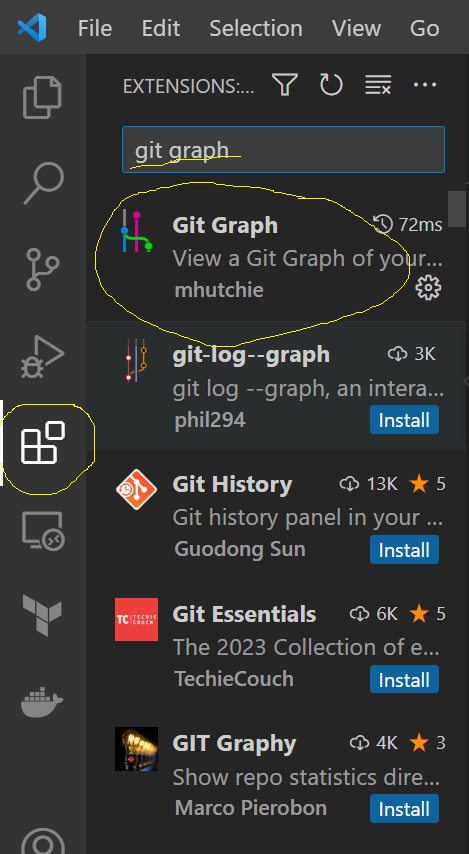 File Edit Selection View Go
EXTENSIONS:...
git graph
Git Graph 72ms
View a Git Graph of your...
mhutchie
git-log--graph 3K
git log --graph, an intera...
phil294 Install
Git History 13K 5
Git history panel in your ...
Guodong Sun Install
TC TECHIE COUCH
Git Essentials 6K 5
The 2023 Collection of e...
TechieCouch Install
GIT Graphy 4K 3
Show repo statistics dire...
Marco Pierobon Install